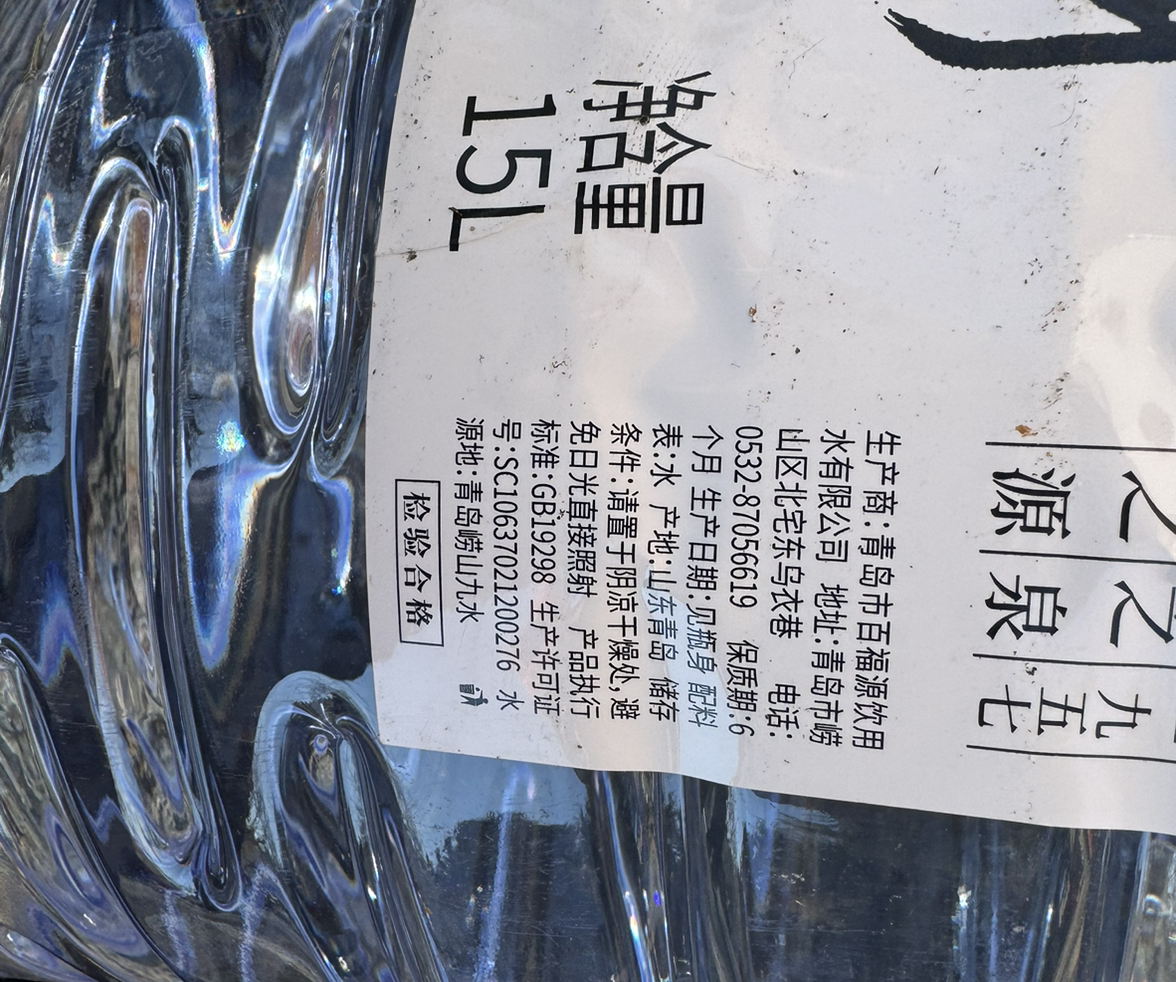 净含量
15L
生产商:青岛市百福源饮用
水有限公司 地址:青岛市崂
山区北宅东乌衣巷 电话:
0532-87056619 保质期:6
个月 生产日期:见瓶身 配料
表:水 产地:山东青岛 储存
条件:请置于阴凉干燥处,避
免日光直接照射 产品执行
标准:GB19298 生产许可证
号:SC10637021200276 水
源地:青岛崂山九水
检验合格
之 之 九五
源 泉 七